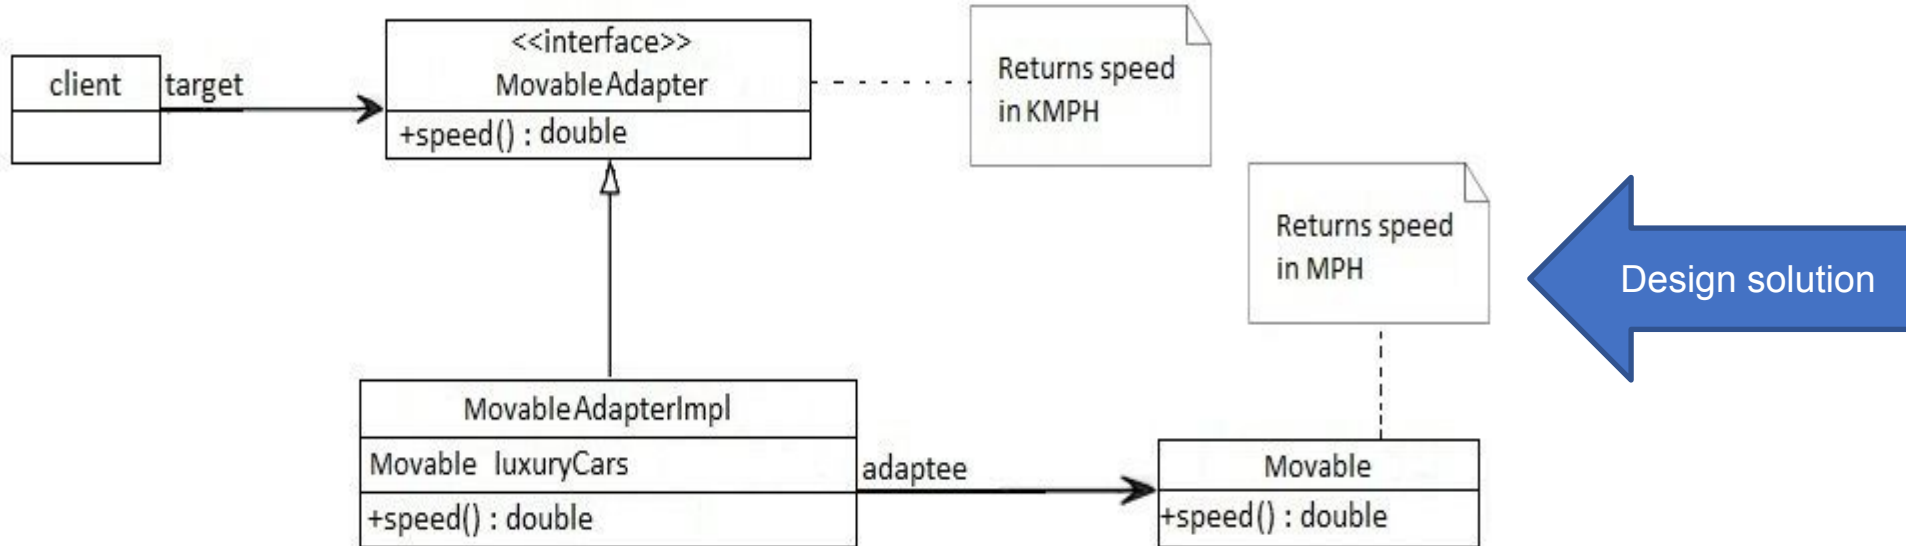 client
target
<<interface>>
MovableAdapter
+speed() : double
Returns speed
in KMPH
Returns speed
in MPH
Design solution
MovableAdapterImpl
Movable luxuryCars
+speed() : double
adaptee
Movable
+speed() : double